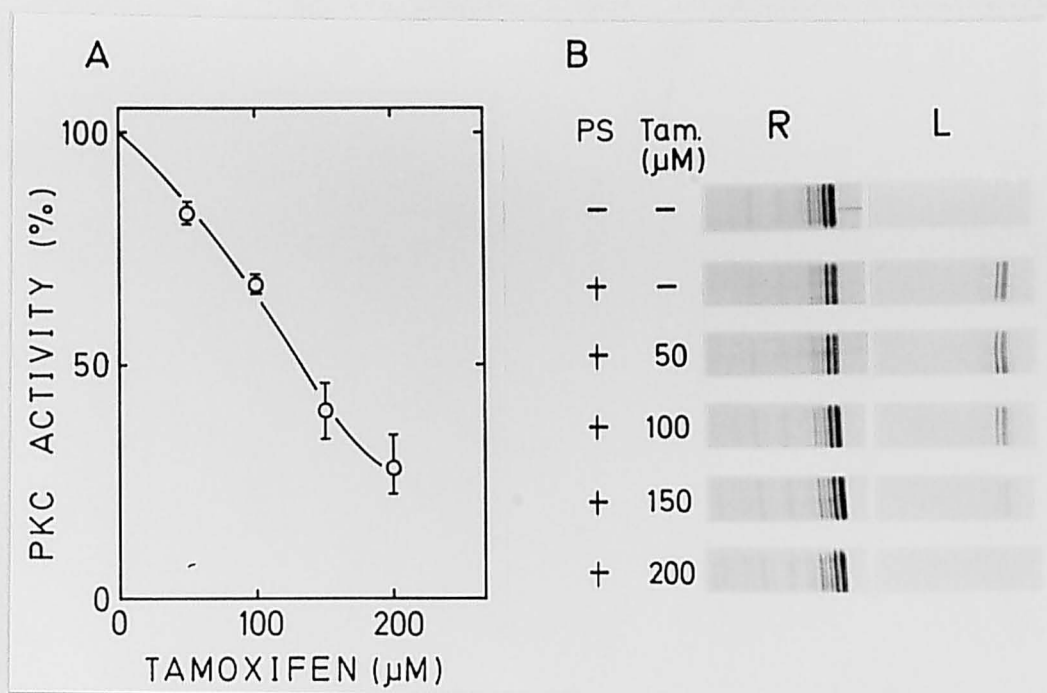 A
PKC ACTIVITY (%)
100
50
0
0 100 200
TAMOXIFEN (µM)
B
PS Tam. (µM) R L
− −
+ −
+ 50
+ 100
+ 150
+ 200